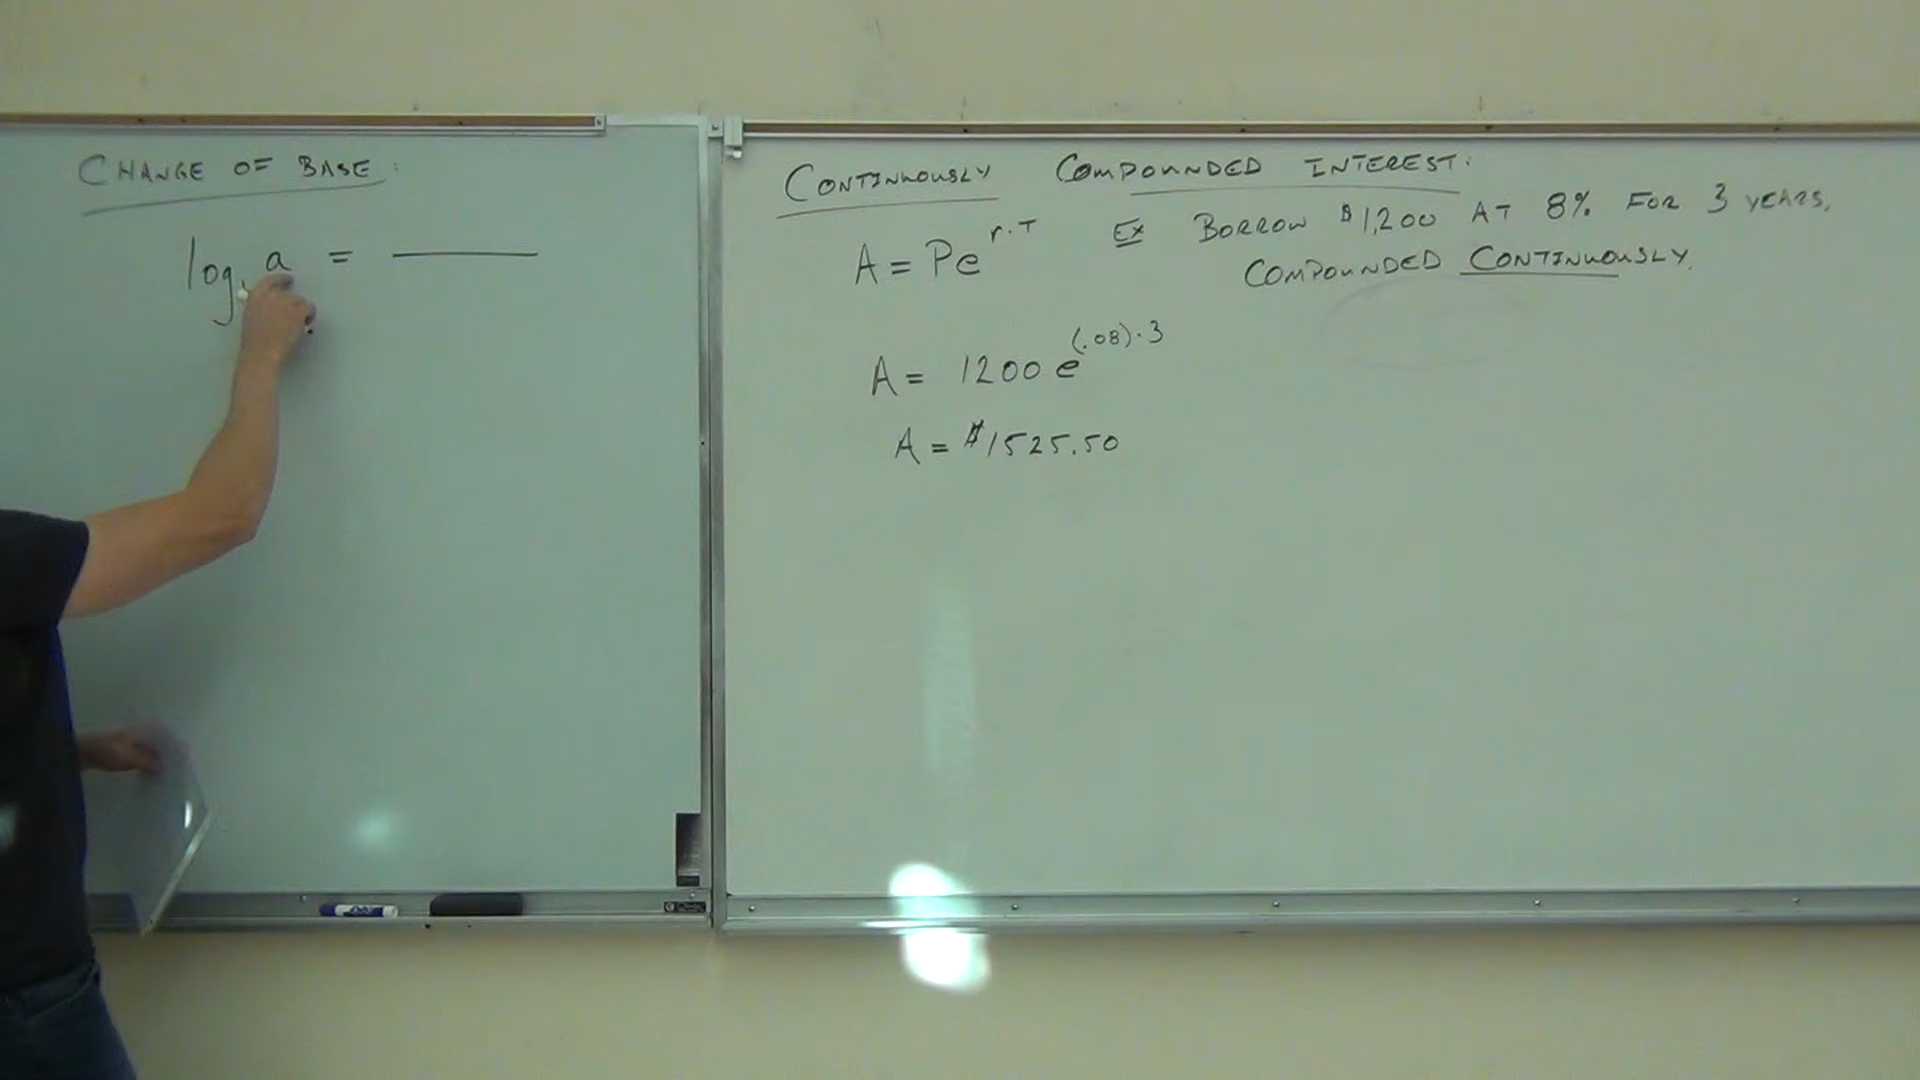 CHANGE OF BASE:
log a = ———
CONTINUOUSLY COMPOUNDED INTEREST:
A = Pe^{r·T}
EX BORROW $1,200 AT 8% FOR 3 YEARS,
COMPOUNDED CONTINUOUSLY.
A = 1200 e^{(.08)·3}
A = $1525.50